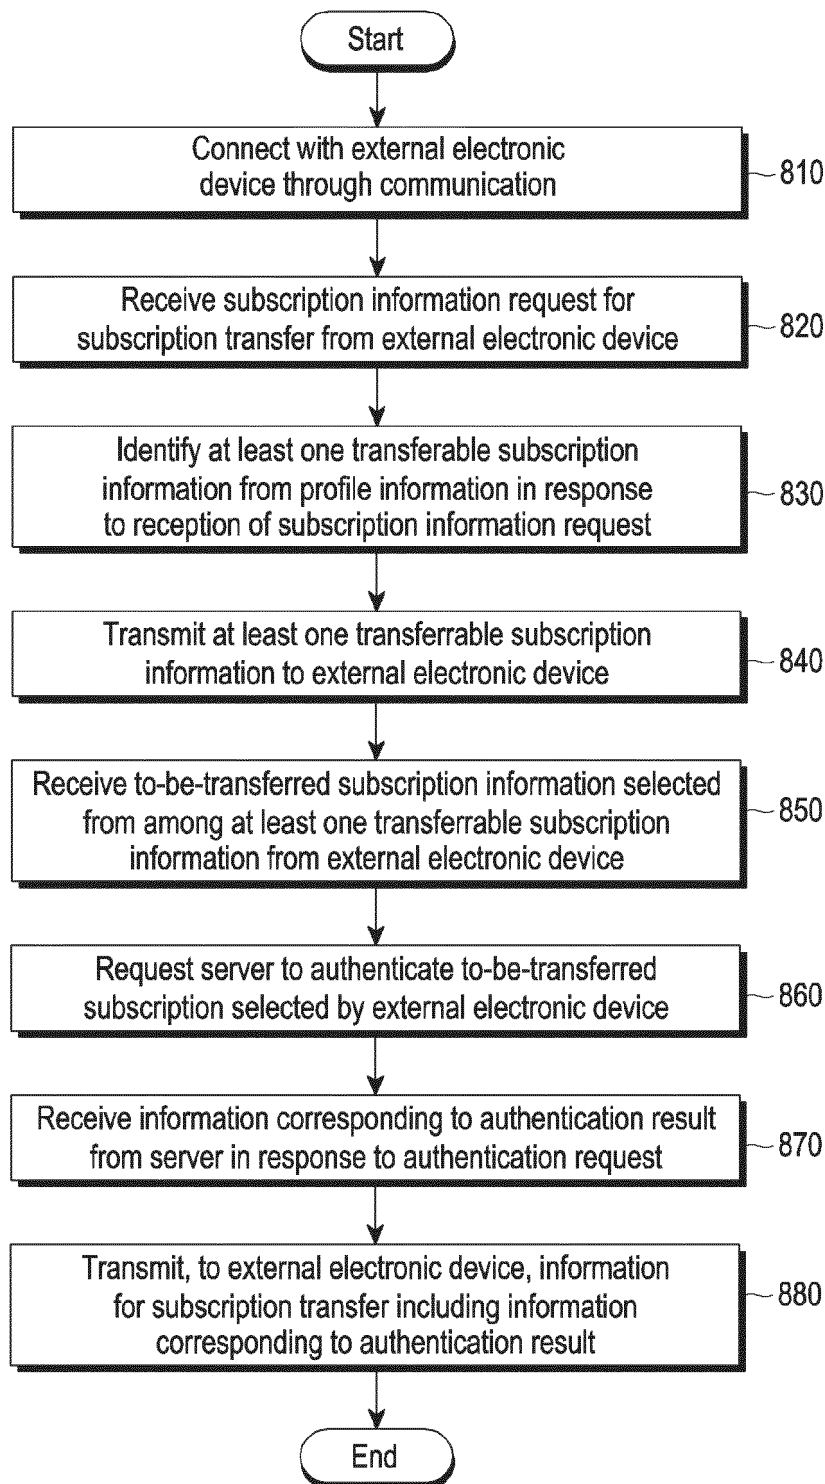 Start
Connect with external electronic
device through communication
810
Receive subscription information request for
subscription transfer from external electronic device
820
Identify at least one transferable subscription
information from profile information in response
to reception of subscription information request
830
Transmit at least one transferrable subscription
information to external electronic device
840
Receive to-be-transferred subscription information selected
from among at least one transferrable subscription
information from external electronic device
850
Request server to authenticate to-be-transferred
subscription selected by external electronic device
860
Receive information corresponding to authentication result
from server in response to authentication request
870
Transmit, to external electronic device, information
for subscription transfer including information
corresponding to authentication result
880
End